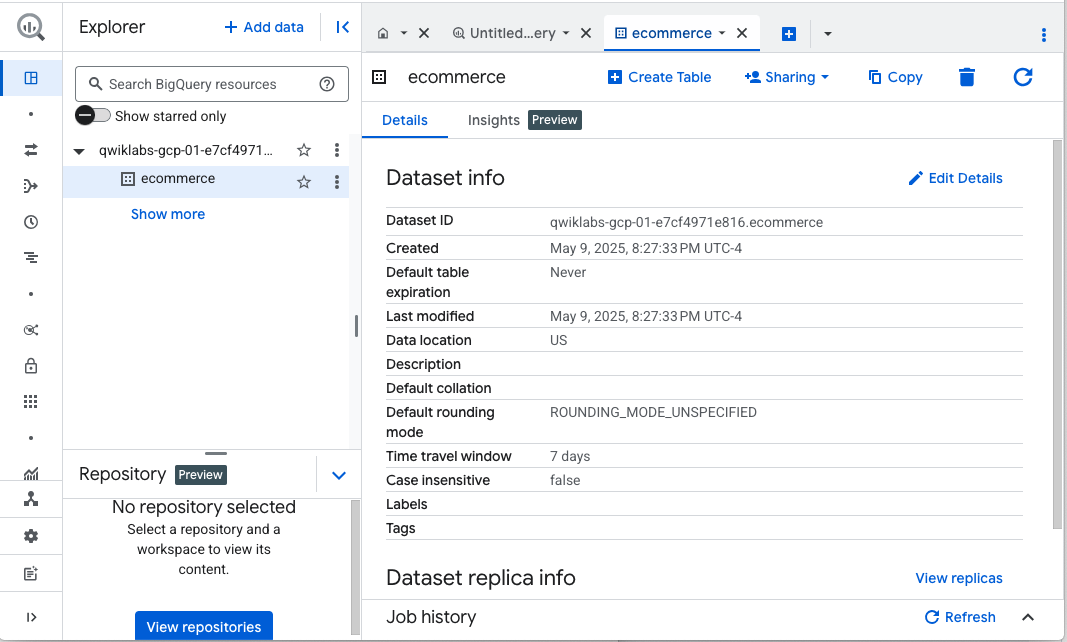 Explorer
+ Add data
Search BigQuery resources
Show starred only
qwiklabs-gcp-01-e7cf4971...
ecommerce
Show more
Repository Preview
No repository selected
Select a repository and a
workspace to view its
content.
View repositories
Untitled...ery
ecommerce
ecommerce
Create Table
Sharing
Copy
Details
Insights Preview
Dataset info
Edit Details
Dataset ID qwiklabs-gcp-01-e7cf4971e816.ecommerce
Created May 9, 2025, 8:27:33 PM UTC-4
Default table
expiration
Never
Last modified May 9, 2025, 8:27:33 PM UTC-4
Data location US
Description
Default collation
Default rounding
mode
ROUNDING_MODE_UNSPECIFIED
Time travel window 7 days
Case insensitive false
Labels
Tags
Dataset replica info
View replicas
Job history
Refresh